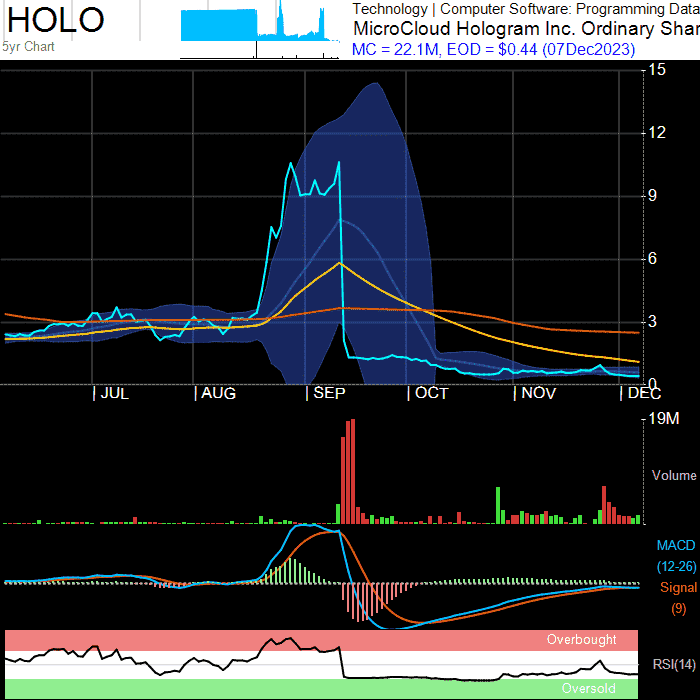 HOLO
5yr Chart
Technology | Computer Software: Programming Data
MicroCloud Hologram Inc. Ordinary Shar
MC = 22.1M, EOD = $0.44 (07Dec2023)
15
12
9
6
3
0
| JUL | AUG | SEP | OCT | NOV | DEC
19M
Volume
MACD
(12-26)
Signal
(9)
Overbought
RSI(14)
Oversold